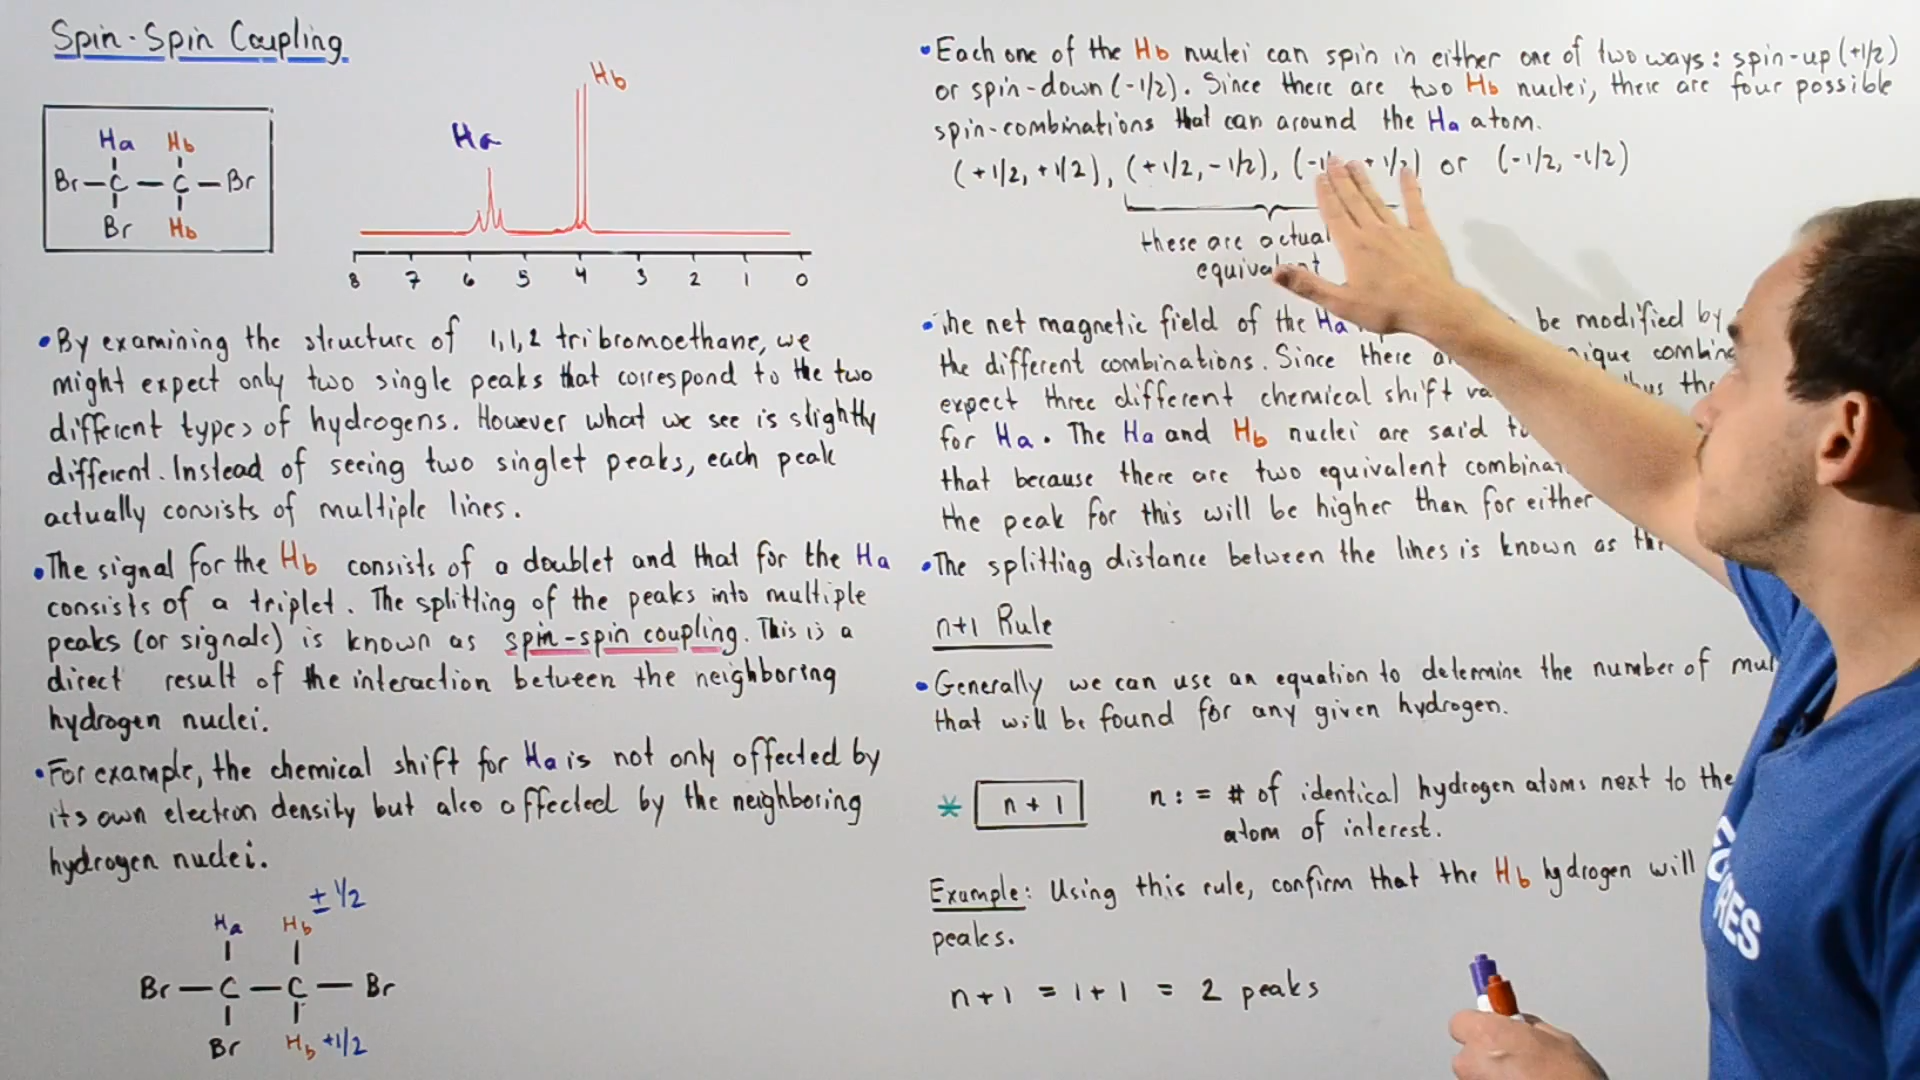 Spin-Spin Coupling
Ha Hb
Br-C-C-Br
Br Hb
Ha
Hb
8 7 6 5 4 3 2 1 0
•By examining the structure of 1,1,2 tribromoethane, we
might expect only two single peaks that correspond to the two
different types of hydrogens. However what we see is slightly
different. Instead of seeing two singlet peaks, each peak
actually consists of multiple lines.
•The signal for the Hb consists of a doublet and that for the Ha
consists of a triplet. The splitting of the peaks into multiple
peaks (or signals) is known as spin-spin coupling. This is a
direct result of the interaction between the neighboring
hydrogen nuclei.
•For example, the chemical shift for Ha is not only affected by
its own electron density but also affected by the neighboring
hydrogen nuclei.
± 1/2
Ha Hb
Br-C-C-Br
Br Hb +1/2
•Each one of the Hb nuclei can spin in either one of two ways: spin-up (+1/2)
or spin-down (-1/2). Since there are two Hb nuclei, there are four possible
spin-combinations that can around the Ha atom.
(+1/2, +1/2), (+1/2, -1/2), (-1/2, +1/2) or (-1/2, -1/2)
these are actual
equivalent
•The net magnetic field of the Ha be modified by
the different combinations. Since there
expect three different chemical shift
for Ha. The Ha and Hb nuclei are said
that because there are two equivalent
the peak for this will be higher than for either
•The splitting distance between the lines is known as
n+1 Rule
•Generally we can use an equation to determine the number of
that will be found for any given hydrogen.
* n+1 n := # of identical hydrogen atoms next to the
atom of interest.
Example: Using this rule, confirm that the Hb hydrogen will
peaks.
n+1 = 1+1 = 2 peaks